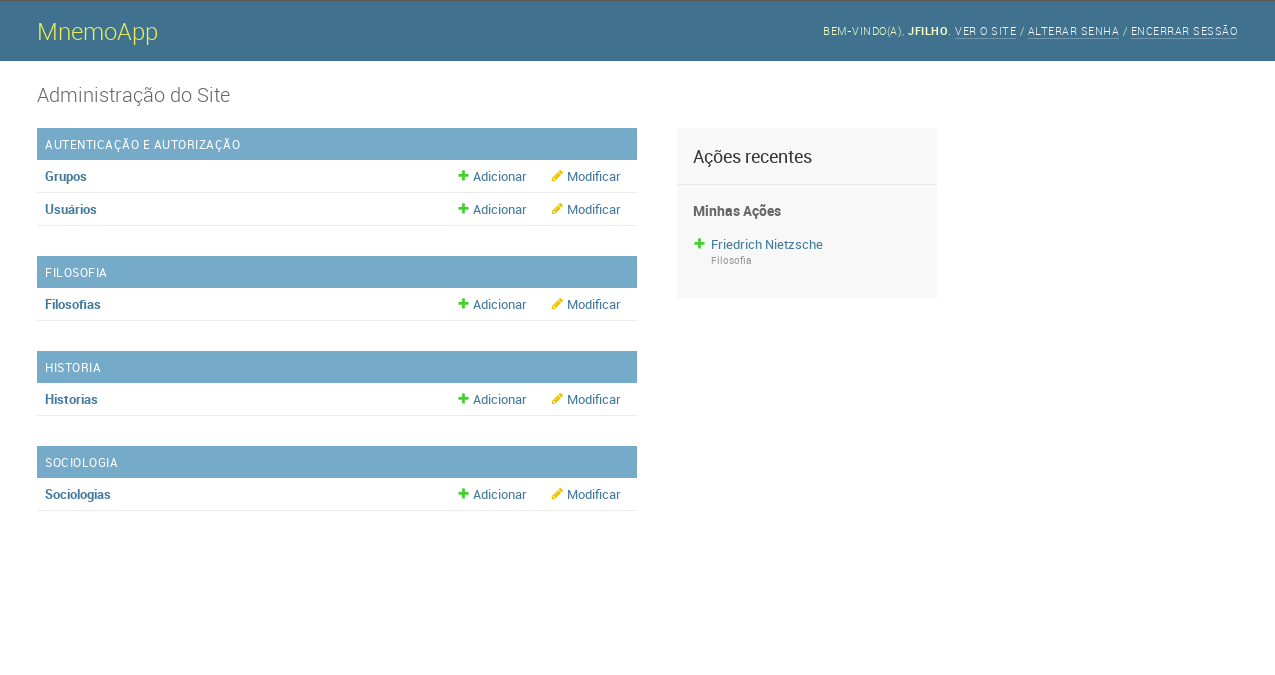 MnemoApp
BEM-VINDO(A), JFILHO. VER O SITE / ALTERAR SENHA / ENCERRAR SESSÃO
Administração do Site
AUTENTICAÇÃO E AUTORIZAÇÃO
Grupos Adicionar Modificar
Usuários Adicionar Modificar
FILOSOFIA
Filosofias Adicionar Modificar
HISTORIA
Historias Adicionar Modificar
SOCIOLOGIA
Sociologias Adicionar Modificar
Ações recentes
Minhas Ações
Friedrich Nietzsche
Filosofia